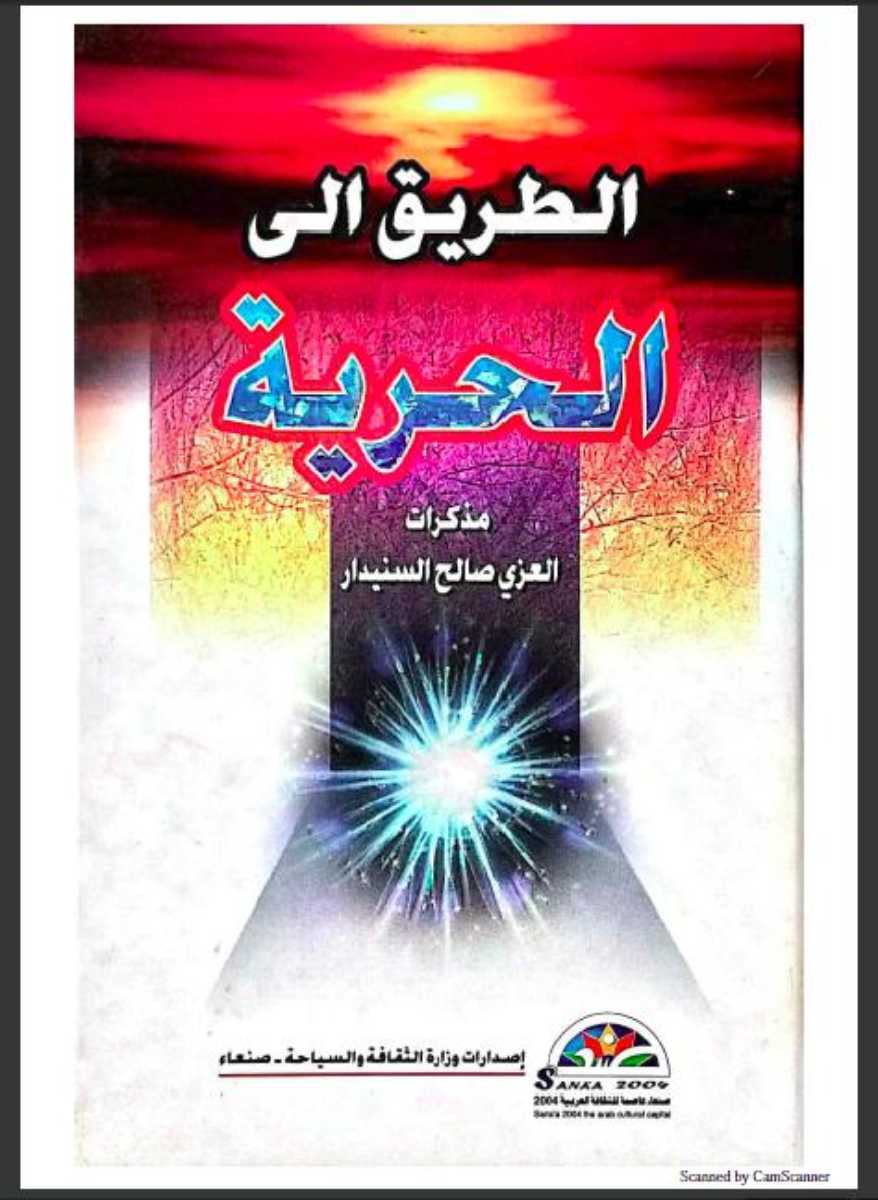 الطريق الى
الحرية
مذكرات
العزي صالح السنيدار
إصدارات وزارة الثقافة والسياحة - صنعاء
SANA'A 2004
صنعاء عاصمة للثقافة العربية 2004
Sana'a 2004 the arab cultural capital
Scanned by CamScanner